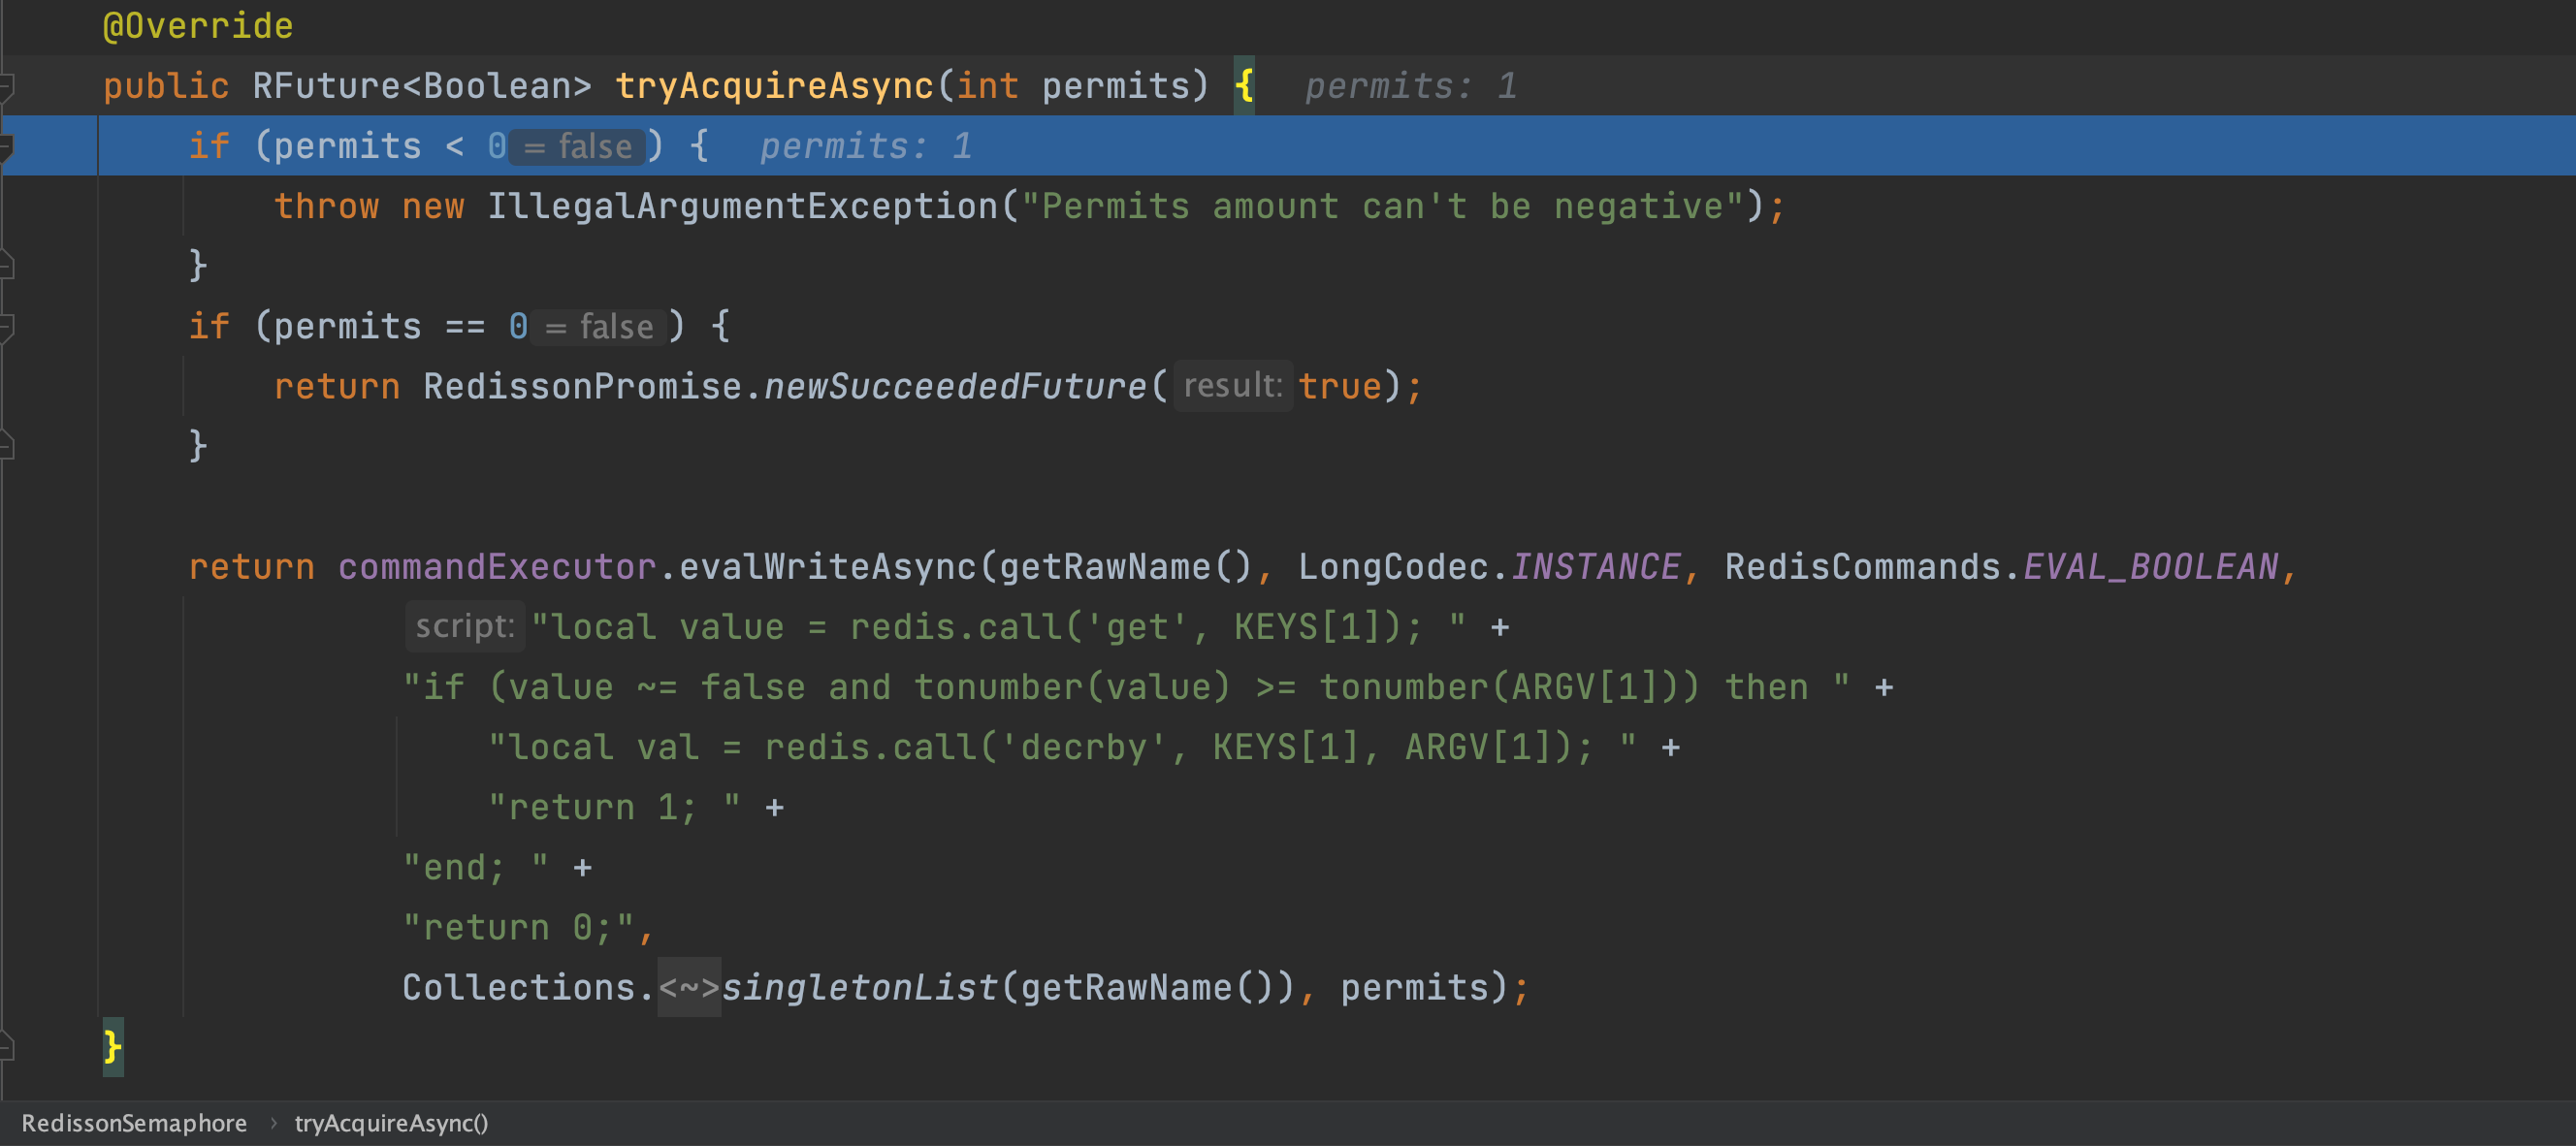 @Override
public RFuture<Boolean> tryAcquireAsync(int permits) { permits: 1
if (permits < 0 = false ) { permits: 1
throw new IllegalArgumentException("Permits amount can't be negative");
}
if (permits == 0 = false ) {
return RedissonPromise.newSucceededFuture( result: true);
}
return commandExecutor.evalWriteAsync(getRawName(), LongCodec.INSTANCE, RedisCommands.EVAL_BOOLEAN,
script: "local value = redis.call('get', KEYS[1]); " +
"if (value ~= false and tonumber(value) >= tonumber(ARGV[1])) then " +
"local val = redis.call('decrby', KEYS[1], ARGV[1]); " +
"return 1; " +
"end; " +
"return 0;",
Collections.<~>singletonList(getRawName()), permits);
}
RedissonSemaphore › tryAcquireAsync()